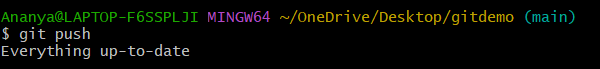 Ananya@LAPTOP-F6SSPLJI MINGW64 ~/OneDrive/Desktop/gitdemo (main)
$ git push
Everything up-to-date